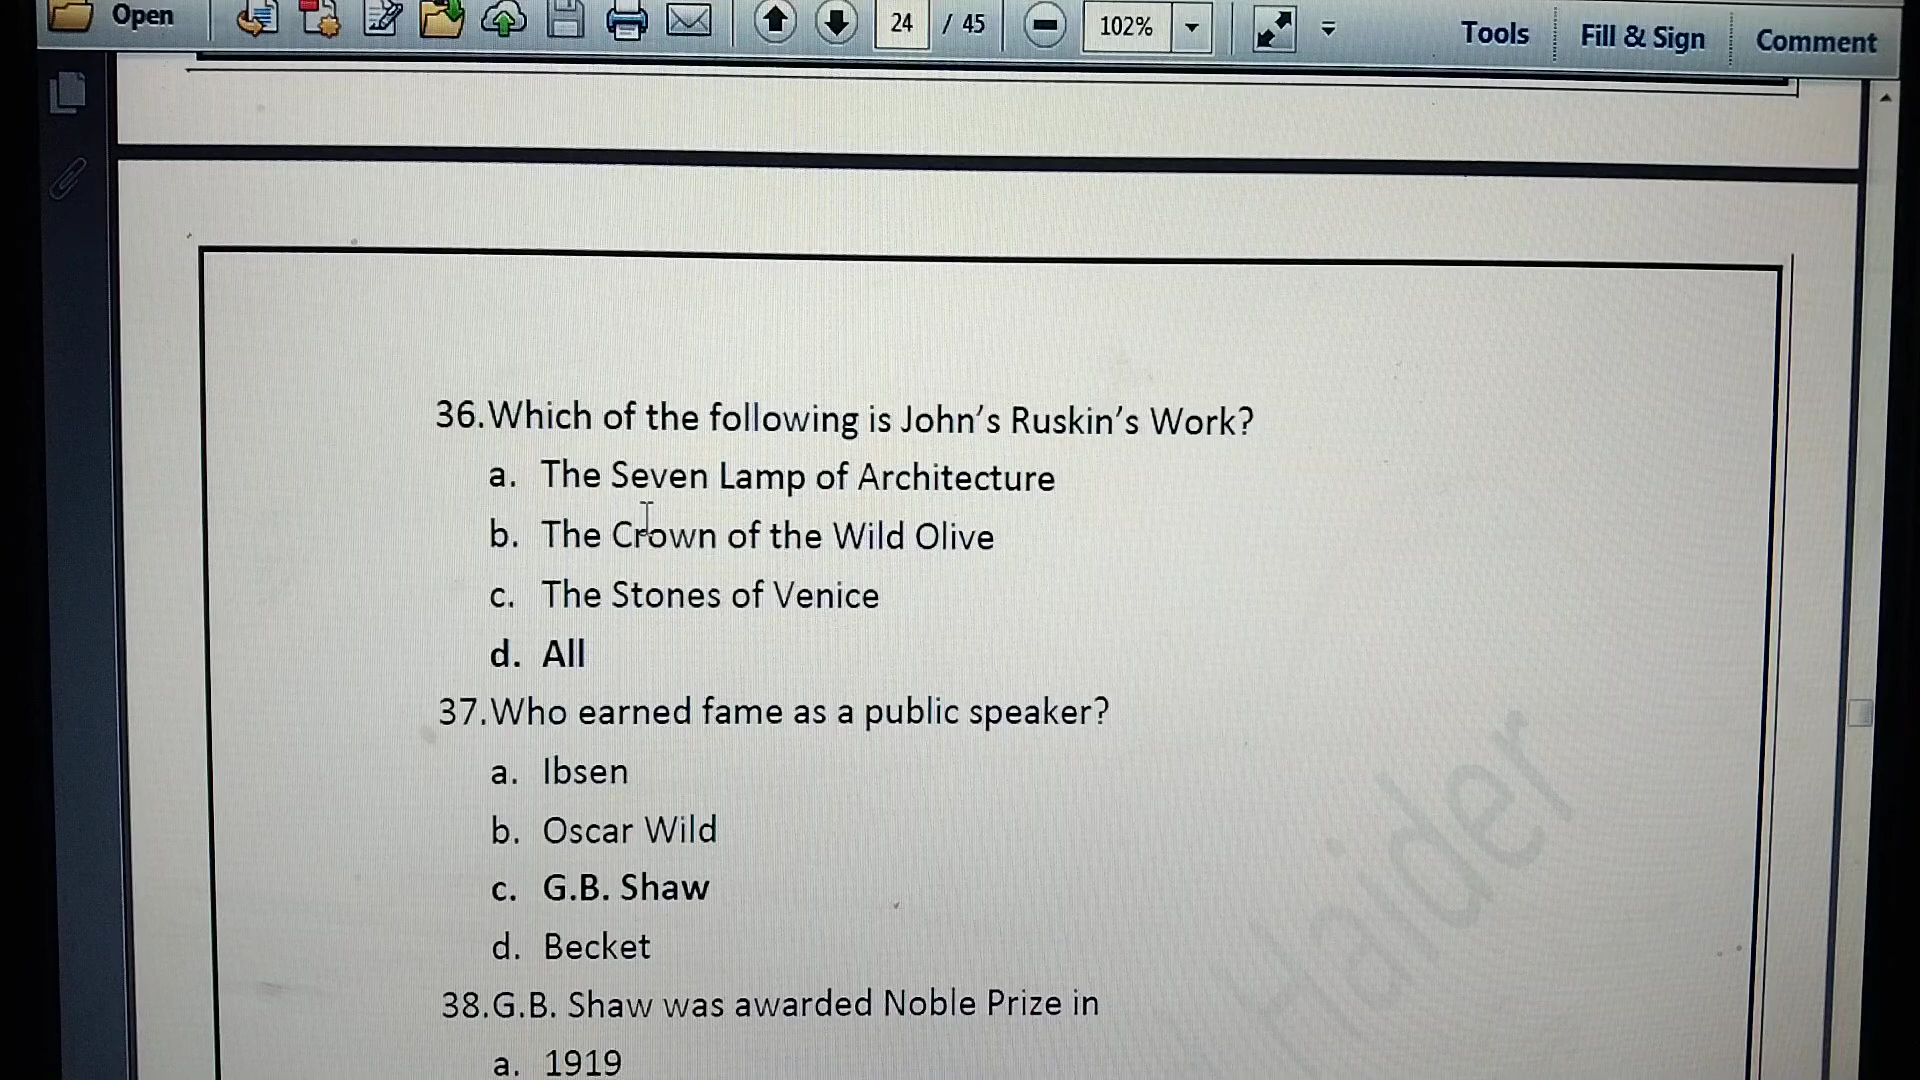 Open
24 / 45
102%
Tools
Fill & Sign
Comment
36.Which of the following is John’s Ruskin’s Work?
a. The Seven Lamp of Architecture
b. The Crown of the Wild Olive
c. The Stones of Venice
d. All
37.Who earned fame as a public speaker?
a. Ibsen
b. Oscar Wild
c. G.B. Shaw
d. Becket
38.G.B. Shaw was awarded Noble Prize in
a. 1919
Haider